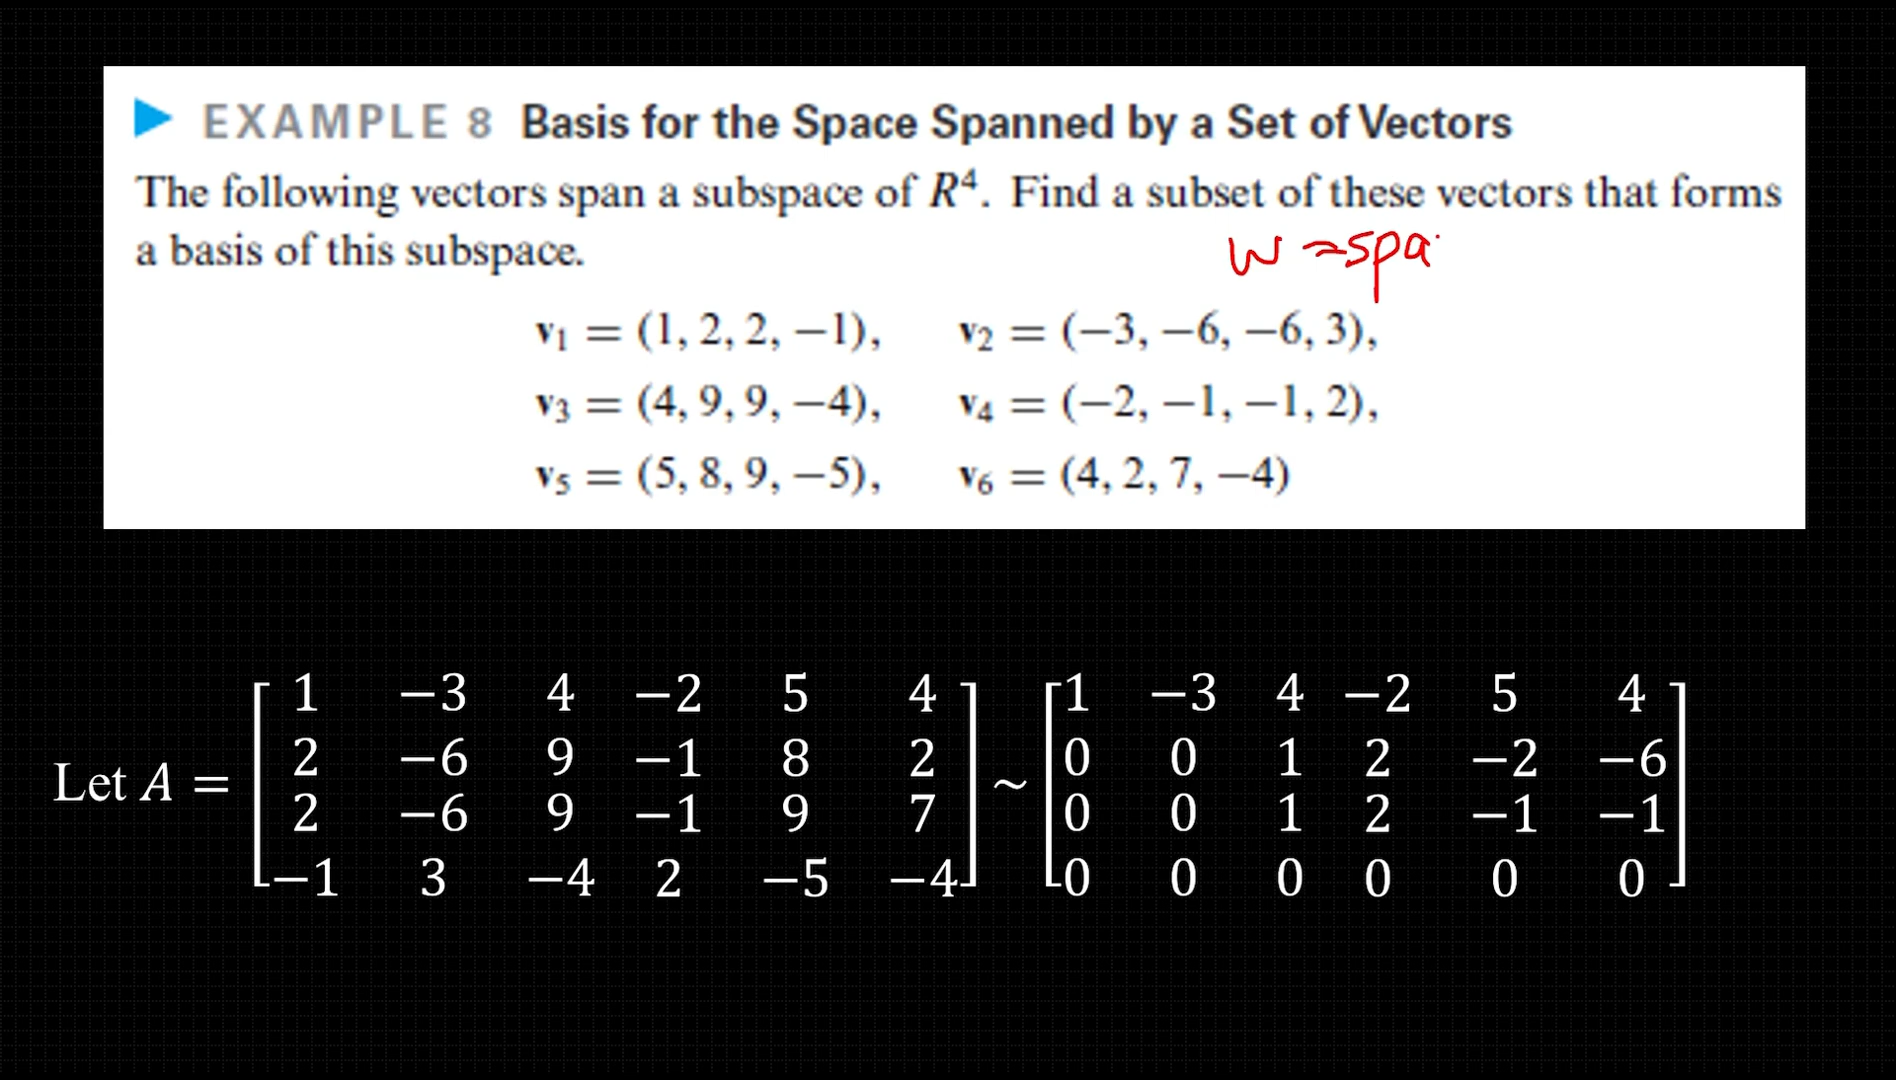 EXAMPLE 8 Basis for the Space Spanned by a Set of Vectors
The following vectors span a subspace of R⁴. Find a subset of these vectors that forms
a basis of this subspace.
W = spa
v₁ = (1, 2, 2, −1), v₂ = (−3, −6, −6, 3),
v₃ = (4, 9, 9, −4), v₄ = (−2, −1, −1, 2),
v₅ = (5, 8, 9, −5), v₆ = (4, 2, 7, −4)
1 −3 4 −2 5 4 1 −3 4 −2 5 4
2 −6 9 −1 8 2 0 0 1 2 −2 −6
Let A = ~
2 −6 9 −1 9 7 0 0 1 2 −1 −1
−1 3 −4 2 −5 −4 0 0 0 0 0 0